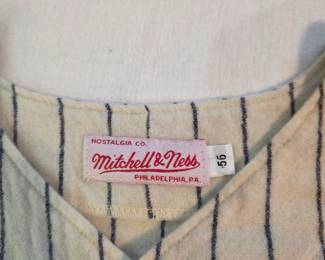 NOSTALGIA CO.
Mitchell & Ness
PHILADELPHIA, PA.
56